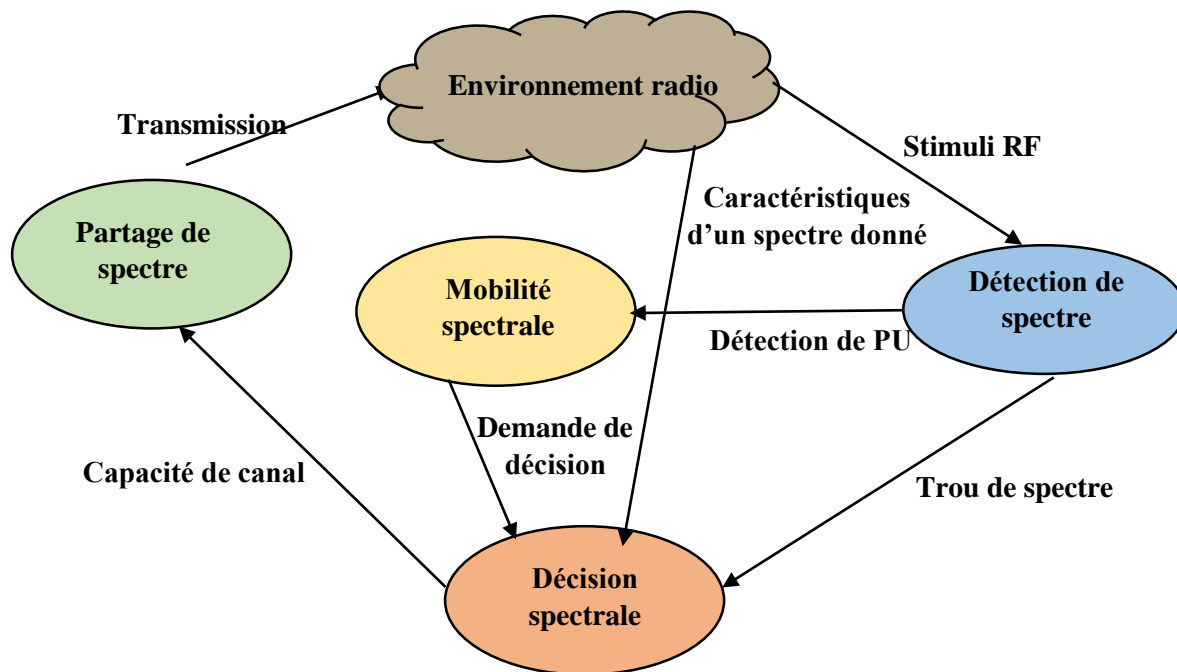 Environnement radio
Transmission
Stimuli RF
Caractéristiques
d’un spectre donné
Partage de
spectre
Mobilité
spectrale
Détection de
spectre
Détection de PU
Demande de
décision
Capacité de canal
Trou de spectre
Décision
spectrale